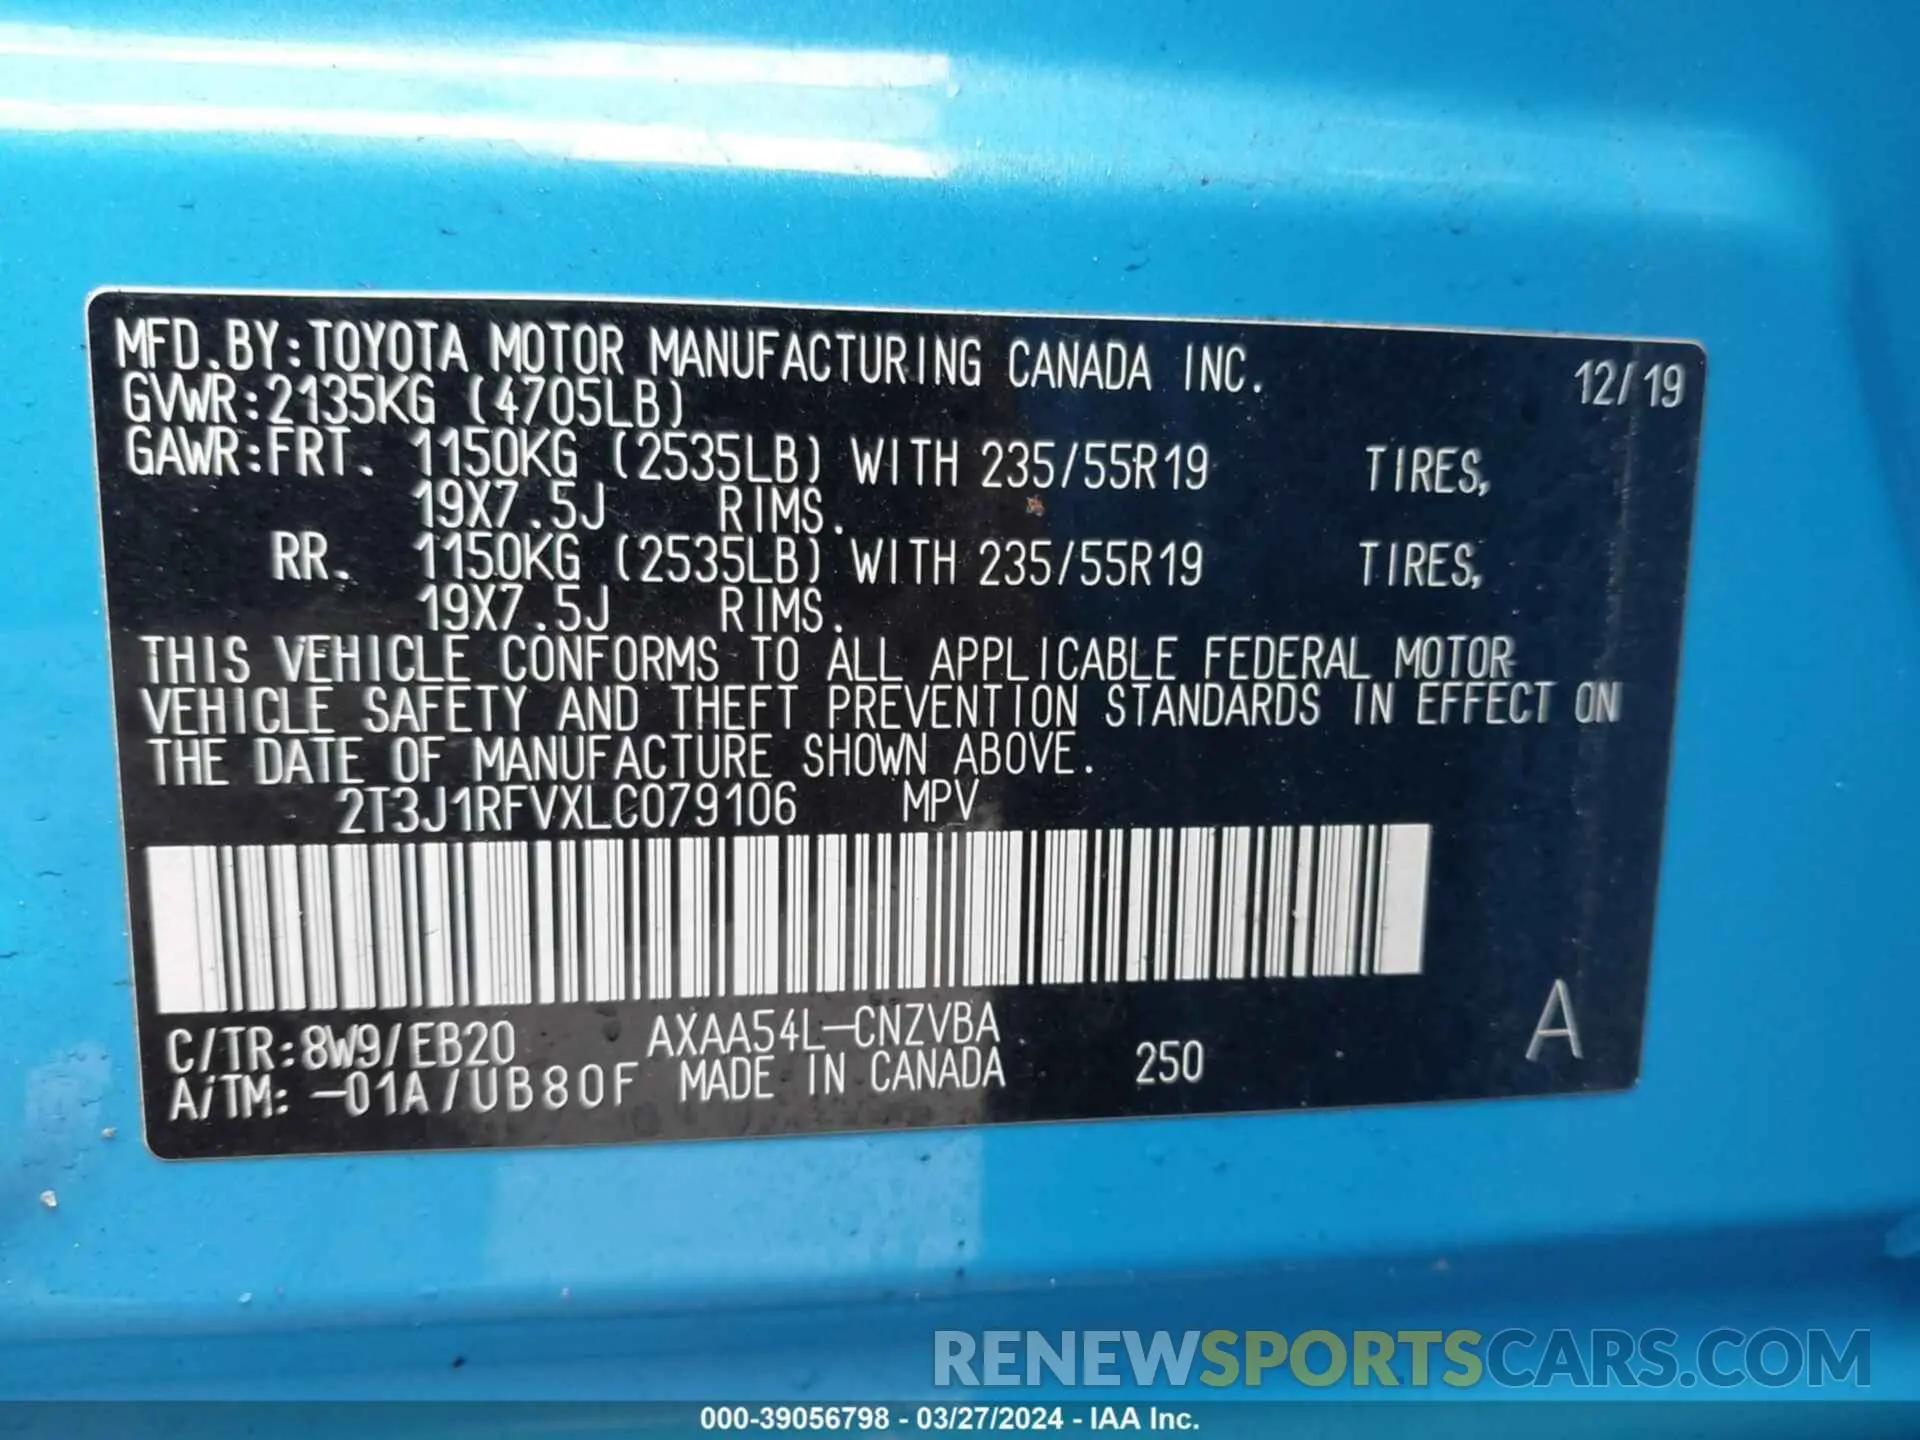 MFD.BY:TOYOTA MOTOR MANUFACTURING CANADA INC. 12/19
GVWR:2135KG (4705LB)
GAWR:FRT. 1150KG (2535LB) WITH 235/55R19 TIRES,
19X7.5J RIMS.
RR. 1150KG (2535LB) WITH 235/55R19 TIRES,
19X7.5J RIMS.
THIS VEHICLE CONFORMS TO ALL APPLICABLE FEDERAL MOTOR
VEHICLE SAFETY AND THEFT PREVENTION STANDARDS IN EFFECT ON
THE DATE OF MANUFACTURE SHOWN ABOVE.
2T3J1RFVXLC079106 MPV
C/TR:8W9/EB20 AXAA54L-CNZVBA
A/TM:-01A/UB80F MADE IN CANADA 250 A
RENEWSPORTSCARS.COM
000-39056798 - 03/27/2024 - IAA Inc.